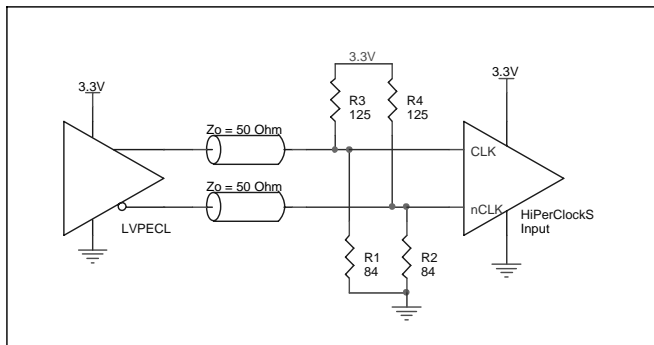 3.3V
3.3V
3.3V
R3
125
R4
125
Zo = 50 Ohm
CLK
Zo = 50 Ohm
nCLK
HiPerClockS
Input
LVPECL
R1
84
R2
84